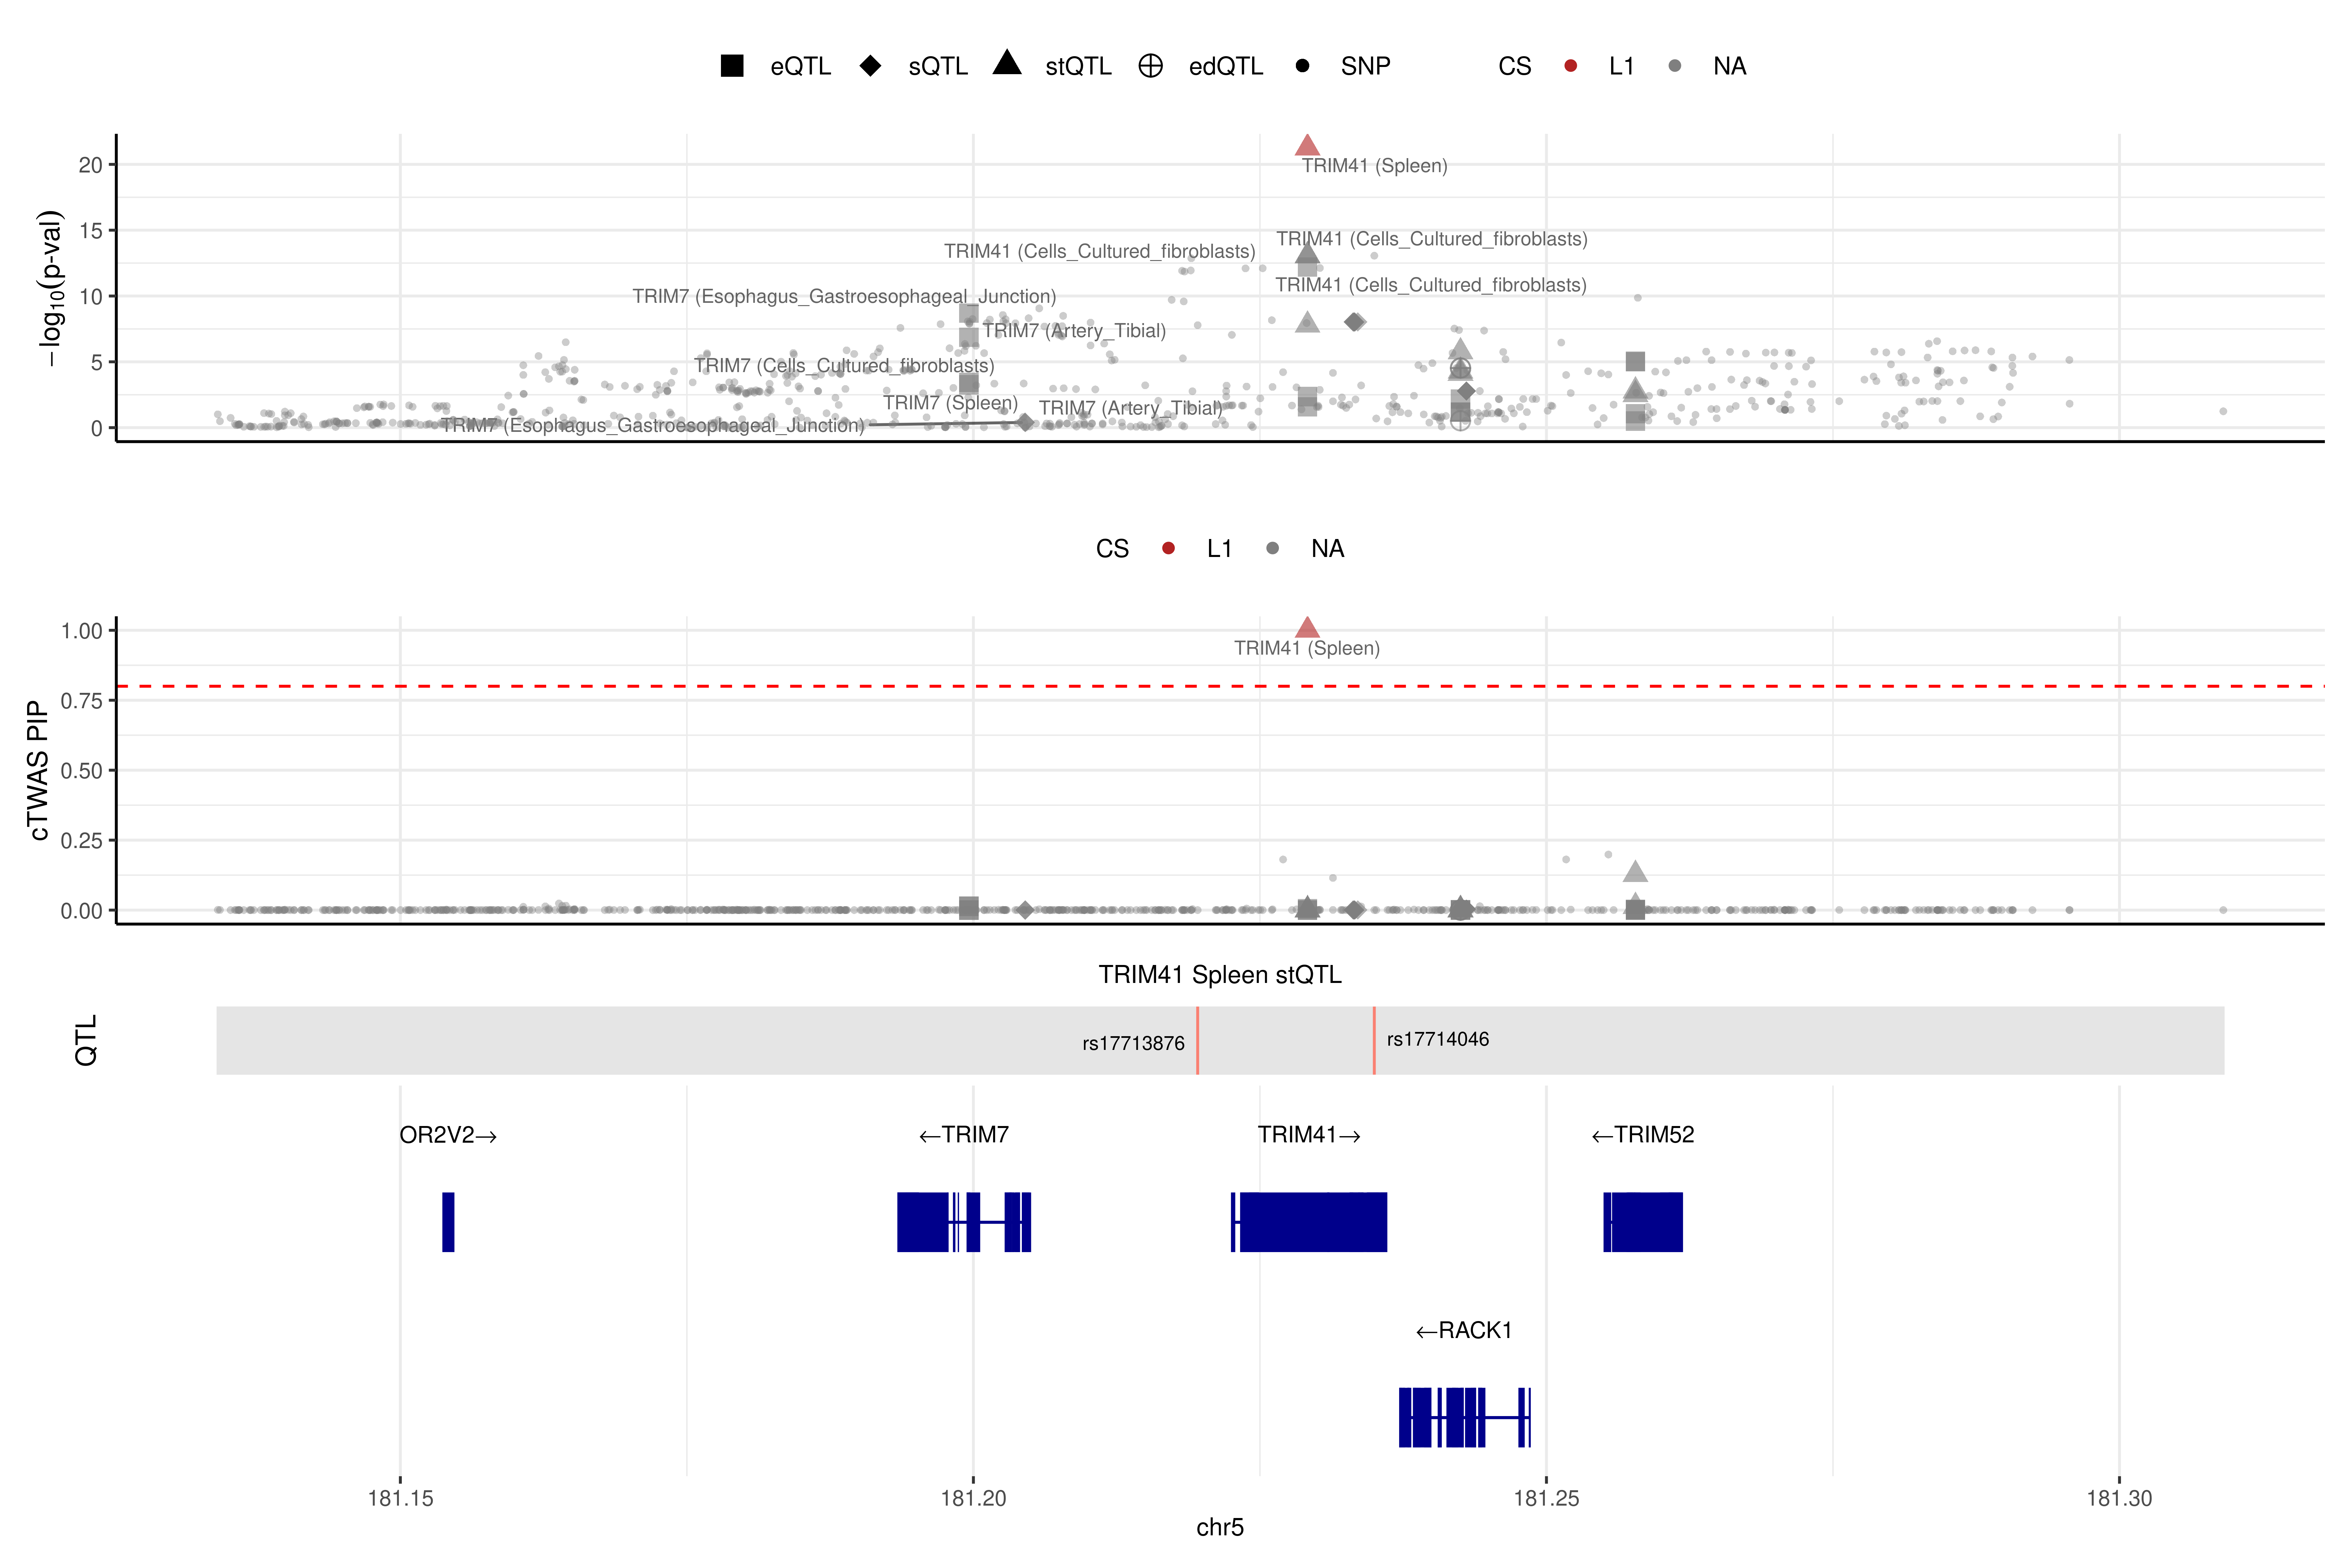 eQTL sQTL stQTL edQTL SNP CS L1 NA
−log10(p-val)
20
15
10
5
0
TRIM41 (Spleen)
TRIM41 (Cells_Cultured_fibroblasts)
TRIM41 (Cells_Cultured_fibroblasts)
TRIM41 (Cells_Cultured_fibroblasts)
TRIM7 (Esophagus_Gastroesophageal_Junction)
TRIM7 (Artery_Tibial)
TRIM7 (Cells_Cultured_fibroblasts)
TRIM7 (Spleen)
TRIM7 (Artery_Tibial)
TRIM7 (Esophagus_Gastroesophageal_Junction)
CS L1 NA
cTWAS PIP
1.00
0.75
0.50
0.25
0.00
TRIM41 (Spleen)
TRIM41 Spleen stQTL
QTL
rs17713876
rs17714046
OR2V2→
←TRIM7
TRIM41→
←TRIM52
←RACK1
181.15 181.20 181.25 181.30
chr5